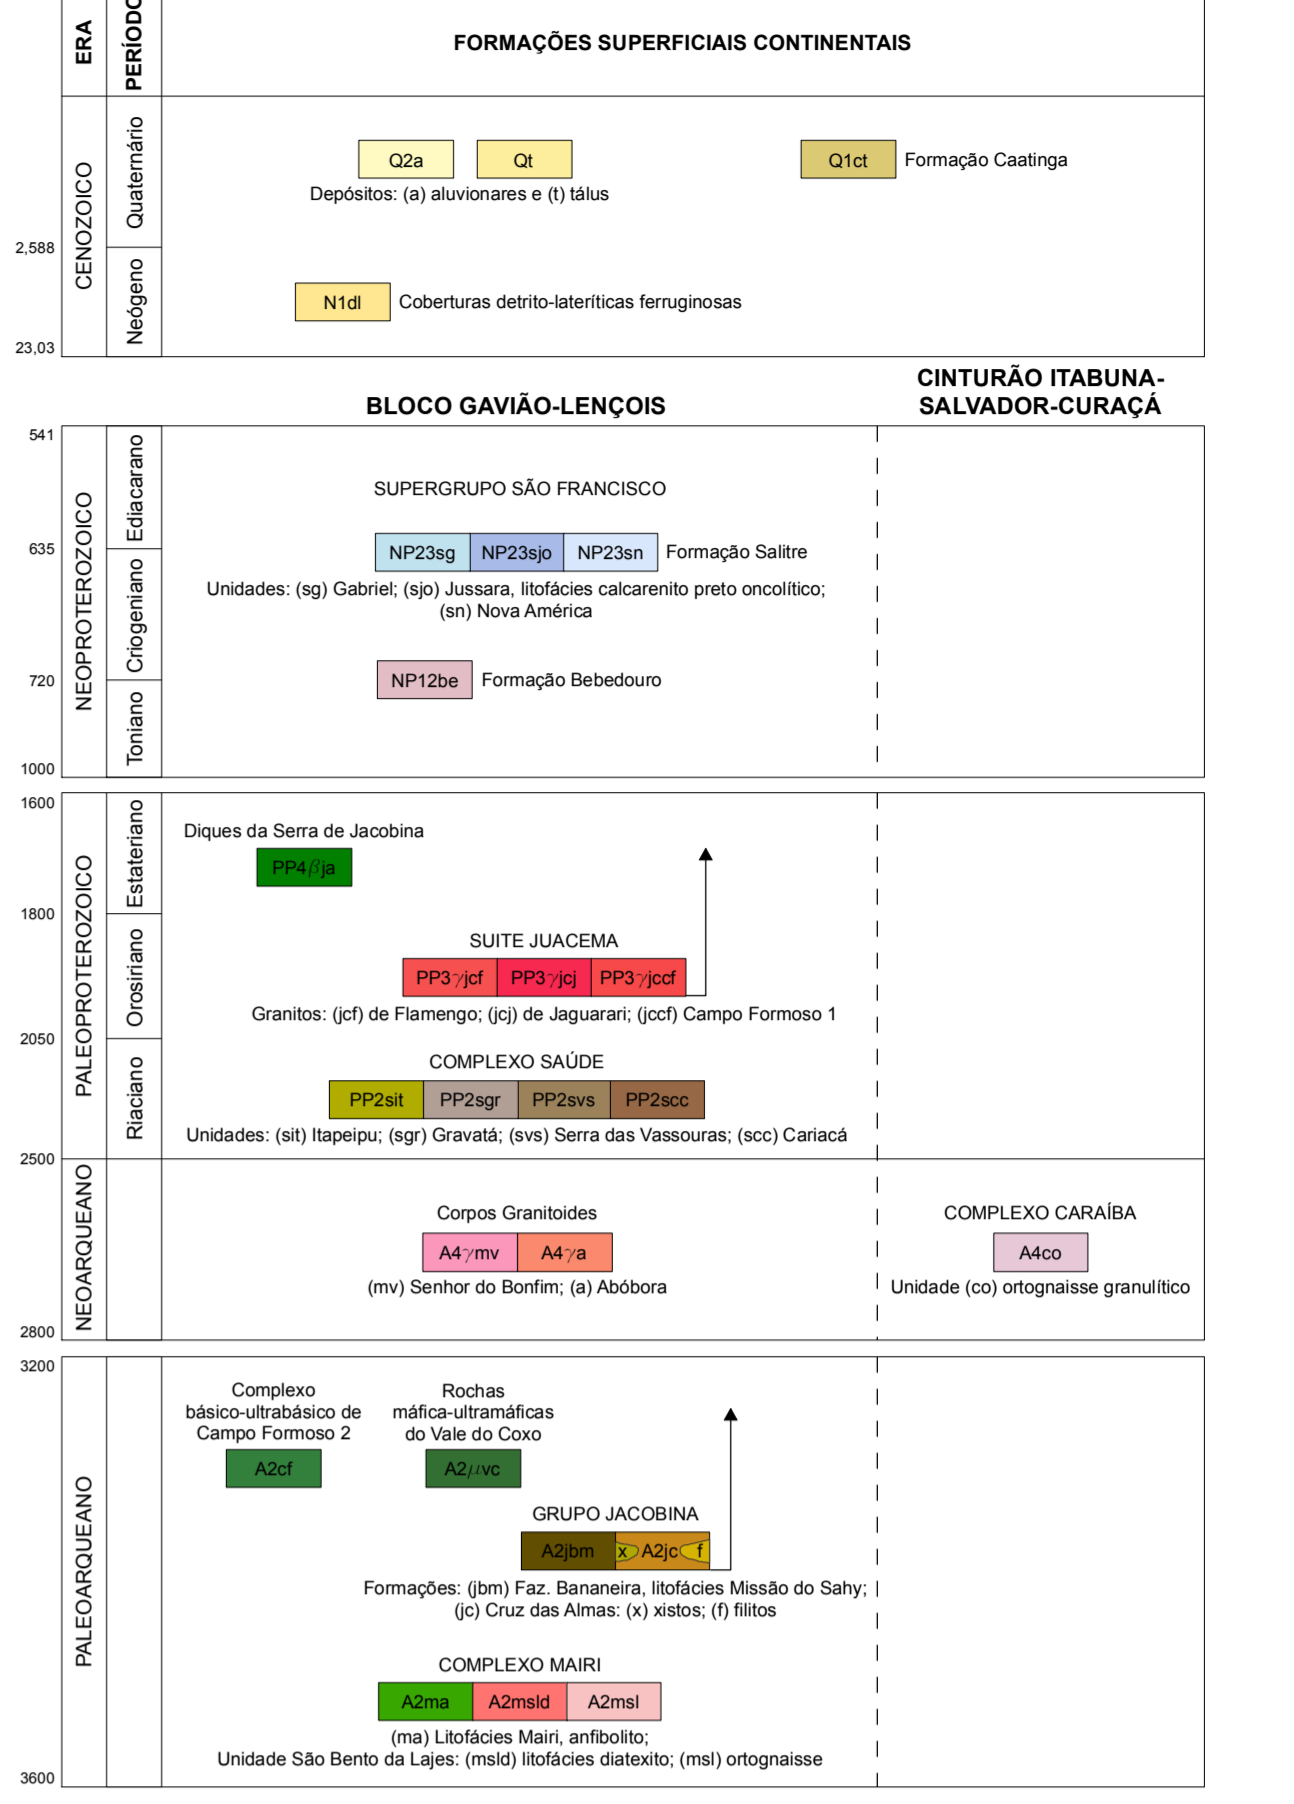 ERA
PERÍODO
FORMAÇÕES SUPERFICIAIS CONTINENTAIS
CENOZOICO
Quaternário
Q2a
Qt
Q1ct
Formação Caatinga
Depósitos: (a) aluvionares e (t) tálus
2,588
Neógeno
N1dl
Coberturas detrito-lateríticas ferruginosas
23,03
BLOCO GAVIÃO-LENÇOIS
CINTURÃO ITABUNA-
SALVADOR-CURAÇÁ
541
NEOPROTEROZOICO
Ediacarano
SUPERGRUPO SÃO FRANCISCO
635
NP23sg
NP23sjo
NP23sn
Formação Salitre
Criogeniano
Unidades: (sg) Gabriel; (sjo) Jussara, litofácies calcarenito preto oncolítico;
(sn) Nova América
720
NP12be
Formação Bebedouro
Toniano
1000
1600
PALEOPROTEROZOICO
Estateriano
Diques da Serra de Jacobina
PP4βja
1800
Orosiriano
SUITE JUACEMA
PP3γjcf
PP3γjcj
PP3γjccf
Granitos: (jcf) de Flamengo; (jcj) de Jaguarari; (jccf) Campo Formoso 1
2050
Riaciano
COMPLEXO SAÚDE
PP2sit
PP2sgr
PP2svs
PP2scc
Unidades: (sit) Itapeipu; (sgr) Gravatá; (svs) Serra das Vassouras; (scc) Cariacá
2500
NEOARQUEANO
Corpos Granitoides
A4γmv
A4γa
(mv) Senhor do Bonfim; (a) Abóbora
COMPLEXO CARAÍBA
A4co
Unidade (co) ortognaisse granulítico
2800
3200
PALEOARQUEANO
Complexo
básico-ultrabásico de
Campo Formoso 2
A2cf
Rochas
máfica-ultramáficas
do Vale do Coxo
A2μvc
GRUPO JACOBINA
A2jbm
x
A2jc
f
Formações: (jbm) Faz. Bananeira, litofácies Missão do Sahy;
(jc) Cruz das Almas: (x) xistos; (f) filitos
COMPLEXO MAIRI
A2ma
A2msld
A2msl
(ma) Litofácies Mairi, anfibolito;
Unidade São Bento da Lajes: (msld) litofácies diatexito; (msl) ortognaisse
3600